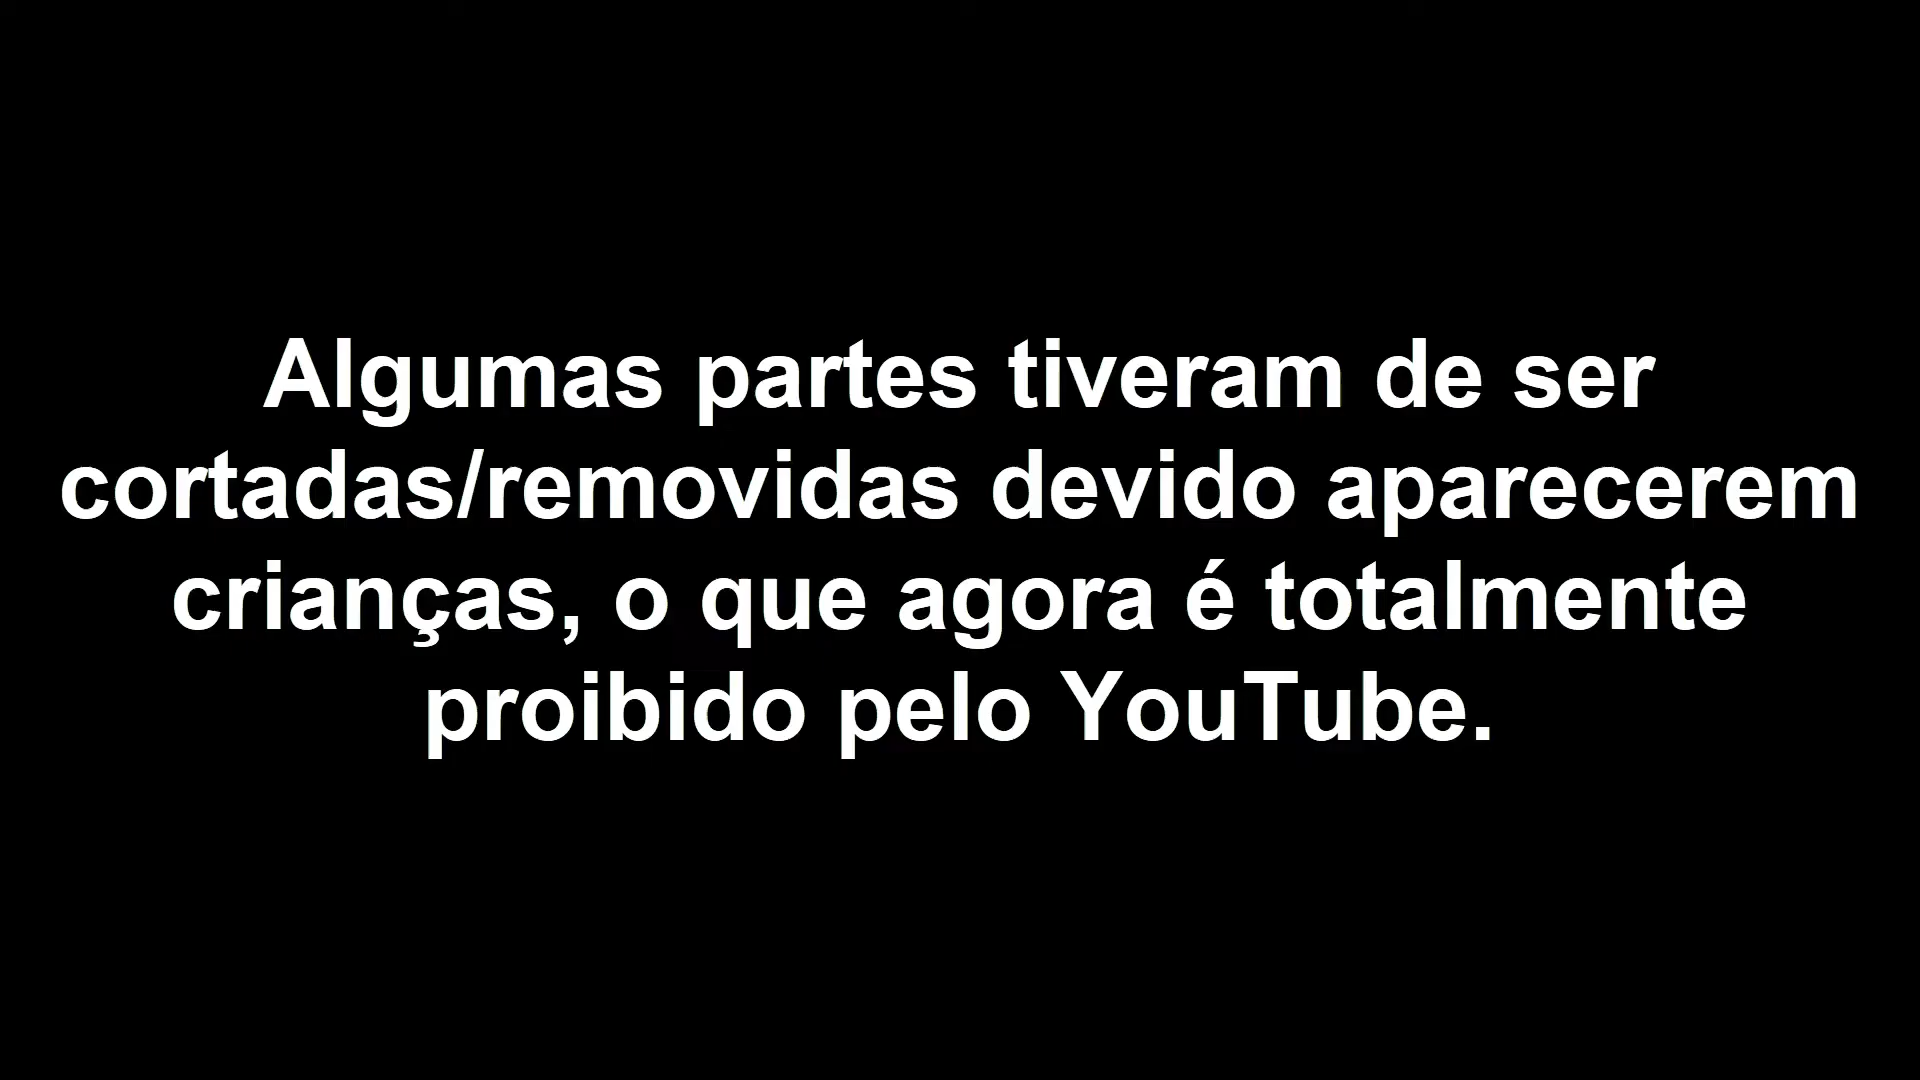 Algumas partes tiveram de ser
cortadas/removidas devido aparecerem
crianças, o que agora é totalmente
proibido pelo YouTube.